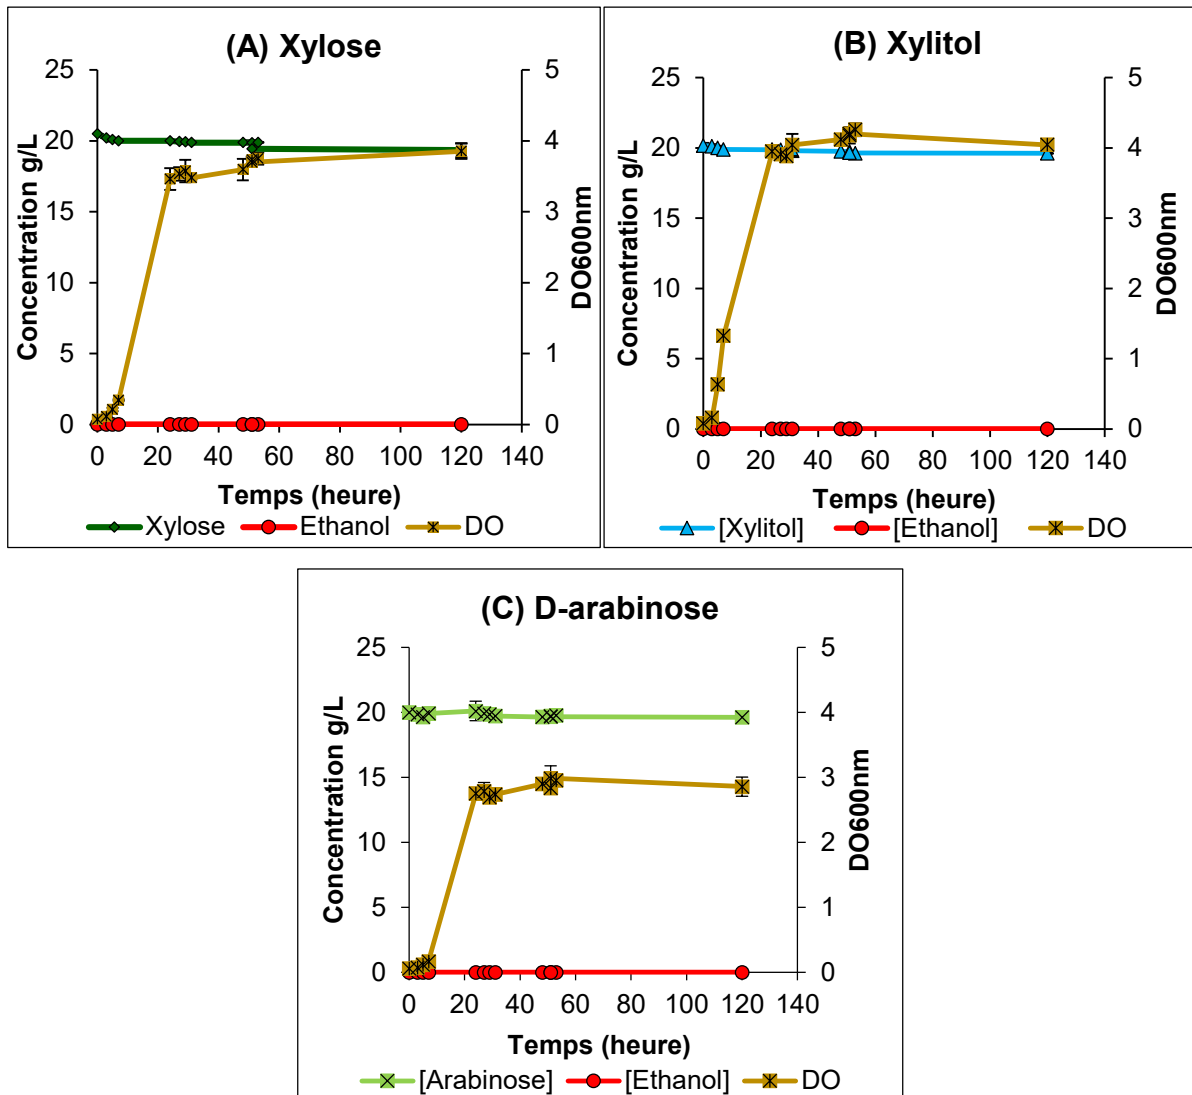 (A) Xylose
25
20
15
10
5
0
5
4
3
2
1
0
Concentration g/L
DO600nm
0 20 40 60 80 100 120 140
Temps (heure)
Xylose Ethanol DO
(B) Xylitol
25
20
15
10
5
0
5
4
3
2
1
0
Concentration g/L
DO600nm
0 20 40 60 80 100 120 140
Temps (heure)
[Xylitol] [Ethanol] DO
(C) D-arabinose
25
20
15
10
5
0
5
4
3
2
1
0
Concentration g/L
DO600nm
0 20 40 60 80 100 120 140
Temps (heure)
[Arabinose] [Ethanol] DO